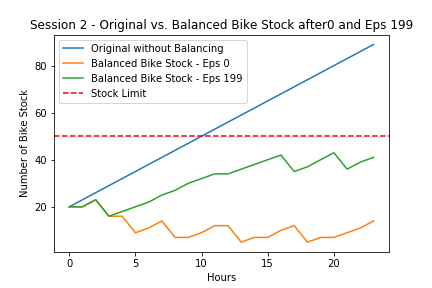 Session 2 - Original vs. Balanced Bike Stock after0 and Eps 199
Original without Balancing
Balanced Bike Stock - Eps 0
Balanced Bike Stock - Eps 199
Stock Limit
Number of Bike Stock
80
60
40
20
0 5 10 15 20
Hours